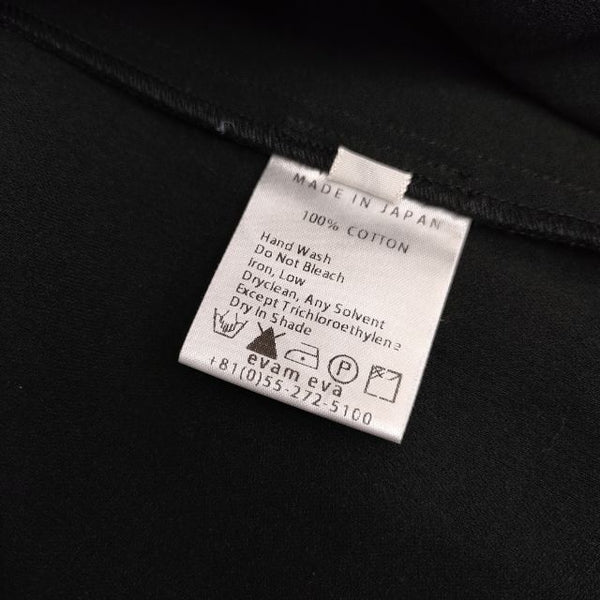 MADE IN JAPAN
100% COTTON
Hand Wash
Do Not Bleach
Iron, Low
Dryclean, Any Solvent
Except Trichloroethylene
Dry In Shade
P
evam eva
+81(0)55-272-5100